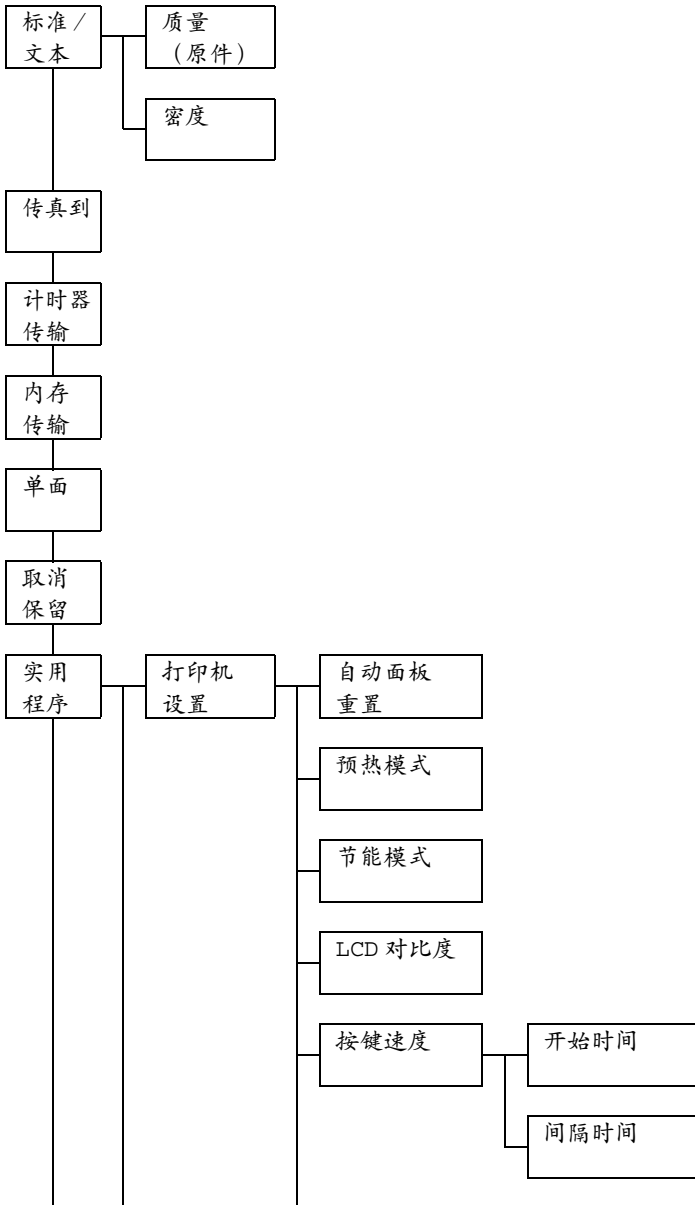 标准/
文本
质量
（原件）
密度
传真到
计时器
传输
内存
传输
单面
取消
保留
实用
程序
打印机
设置
自动面板
重置
预热模式
节能模式
LCD 对比度
按键速度
开始时间
间隔时间